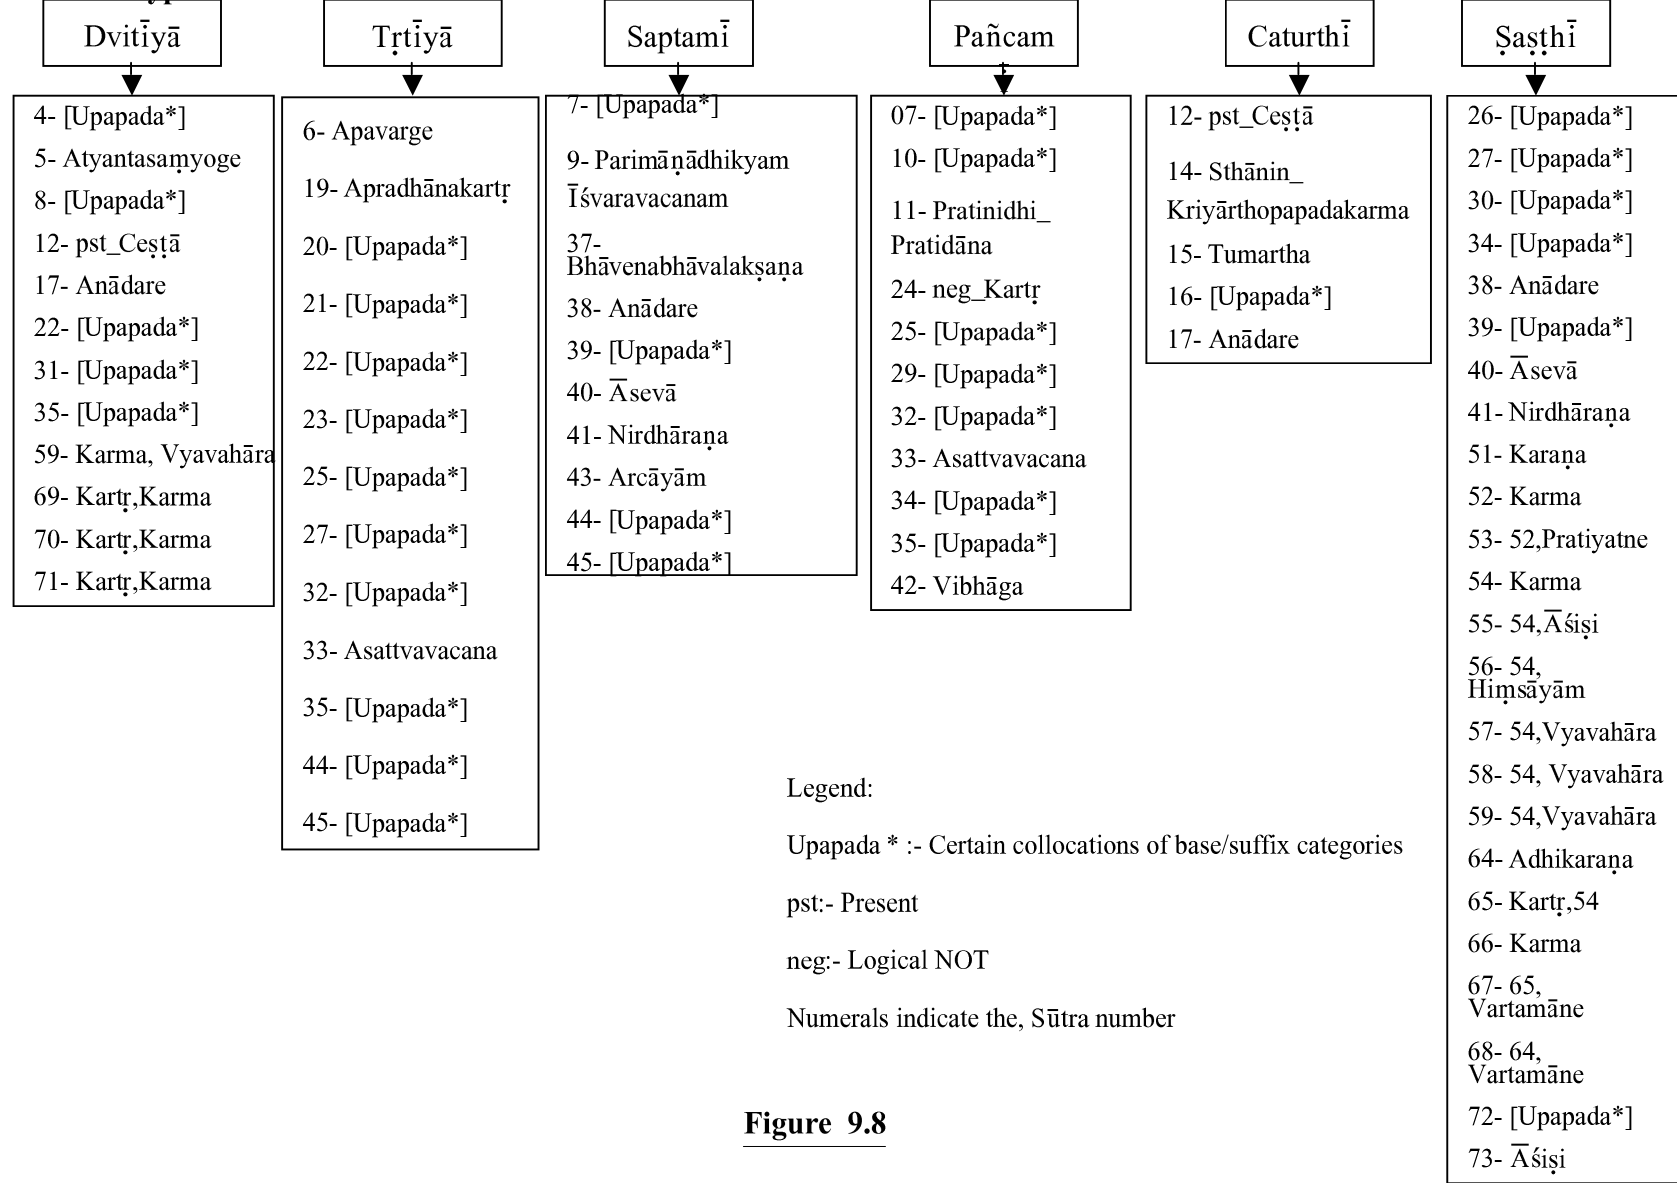 Dvitīyā
4- [Upapada*]
5- Atyantasaṃyoge
8- [Upapada*]
12- pst_Ceṣṭā
17- Anādare
22- [Upapada*]
31- [Upapada*]
35- [Upapada*]
59- Karma, Vyavahāra
69- Kartṛ,Karma
70- Kartṛ,Karma
71- Kartṛ,Karma
Tṛtīyā
6- Apavarge
19- Apradhānakartṛ
20- [Upapada*]
21- [Upapada*]
22- [Upapada*]
23- [Upapada*]
25- [Upapada*]
27- [Upapada*]
32- [Upapada*]
33- Asattvavacana
35- [Upapada*]
44- [Upapada*]
45- [Upapada*]
Saptamī
7- [Upapada*]
9- Parimāṇādhikyam
Īśvaravacanam
37-
Bhāvenabhāvalakṣaṇa
38- Anādare
39- [Upapada*]
40- Āsevā
41- Nirdhāraṇa
43- Arcāyām
44- [Upapada*]
45- [Upapada*]
Pañcam
07- [Upapada*]
10- [Upapada*]
11- Pratinidhi_
Pratidāna
24- neg_Kartṛ
25- [Upapada*]
29- [Upapada*]
32- [Upapada*]
33- Asattvavacana
34- [Upapada*]
35- [Upapada*]
42- Vibhāga
Caturthī
12- pst_Ceṣṭā
14- Sthānin_
Kriyārthopapadakarma
15- Tumartha
16- [Upapada*]
17- Anādare
Ṣaṣṭhī
26- [Upapada*]
27- [Upapada*]
30- [Upapada*]
34- [Upapada*]
38- Anādare
39- [Upapada*]
40- Āsevā
41- Nirdhāraṇa
51- Karaṇa
52- Karma
53- 52,Pratiyatne
54- Karma
55- 54,Āśiṣi
56- 54,
Hiṃsāyām
57- 54,Vyavahāra
58- 54, Vyavahāra
59- 54,Vyavahāra
64- Adhikaraṇa
65- Kartṛ,54
66- Karma
67- 65,
Vartamāne
68- 64,
Vartamāne
72- [Upapada*]
73- Āśiṣi
Legend:
Upapada * :- Certain collocations of base/suffix categories
pst:- Present
neg:- Logical NOT
Numerals indicate the, Sūtra number
Figure 9.8